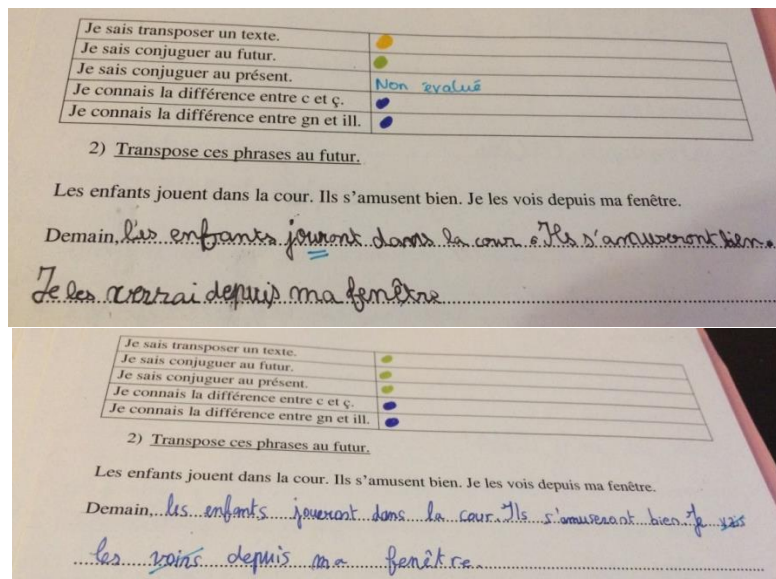 Je sais transposer un texte.
Je sais conjuguer au futur.
Je sais conjuguer au présent. Non évalué
Je connais la différence entre c et ç.
Je connais la différence entre gn et ill.
2) Transpose ces phrases au futur.
Les enfants jouent dans la cour. Ils s'amusent bien. Je les vois depuis ma fenêtre.
Demain, les enfants jouront dans la cour. Ils s'amuseront bien.
Je les verrai depuis ma fenêtre
Je sais transposer un texte.
Je sais conjuguer au futur.
Je sais conjuguer au présent.
Je connais la différence entre c et ç.
Je connais la différence entre gn et ill.
2) Transpose ces phrases au futur.
Les enfants jouent dans la cour. Ils s'amusent bien. Je les vois depuis ma fenêtre.
Demain, les enfants joueront dans la cour. Ils s'amuseront bien. Je
les voirs depuis ma fenêtre.